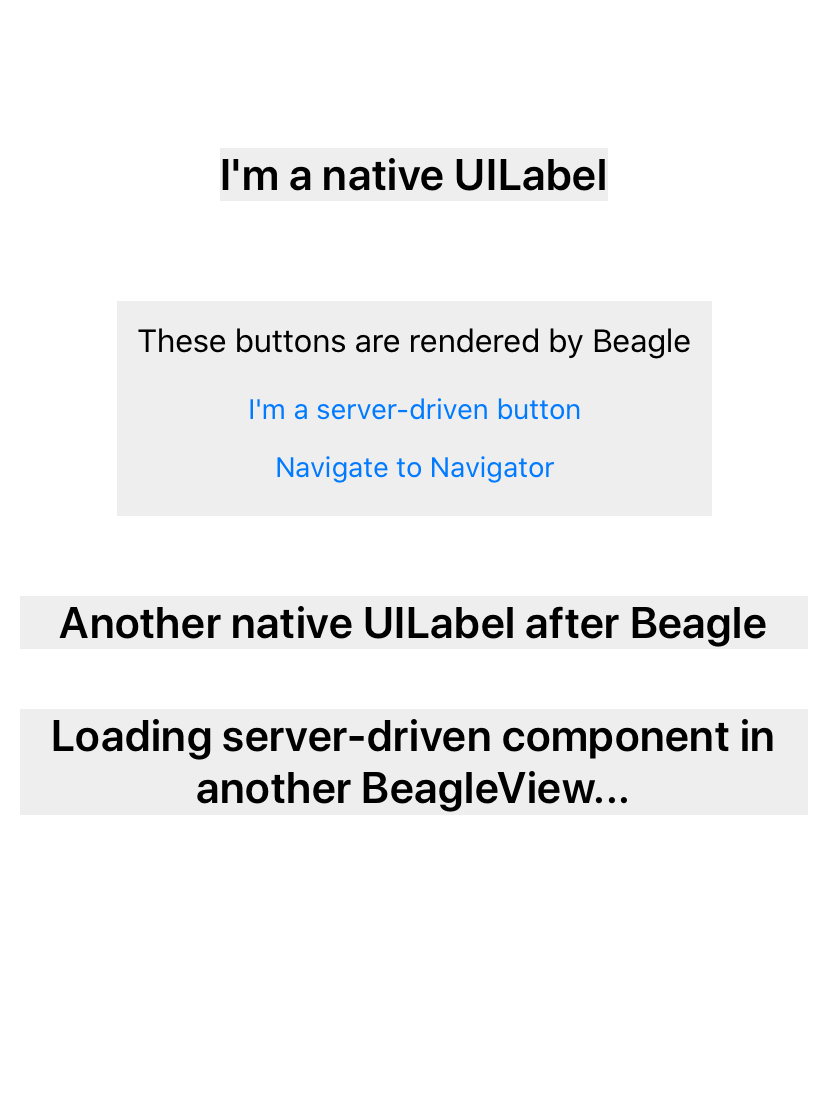 I'm a native UILabel
These buttons are rendered by Beagle
I'm a server-driven button
Navigate to Navigator
Another native UILabel after Beagle
Loading server-driven component in
another BeagleView...